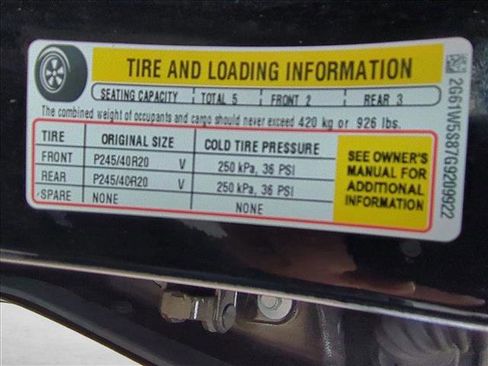 TIRE AND LOADING INFORMATION
SEATING CAPACITY TOTAL 5 FRONT 2 REAR 3
The combined weight of occupants and cargo should never exceed 420 kg or 926 lbs.
TIRE ORIGINAL SIZE COLD TIRE PRESSURE
FRONT P245/40R20 V 250 kPa, 36 PSI
REAR P245/40R20 V 250 kPa, 36 PSI
SPARE NONE NONE
SEE OWNER'S
MANUAL FOR
ADDITIONAL
INFORMATION
2G61W5S87G9209922